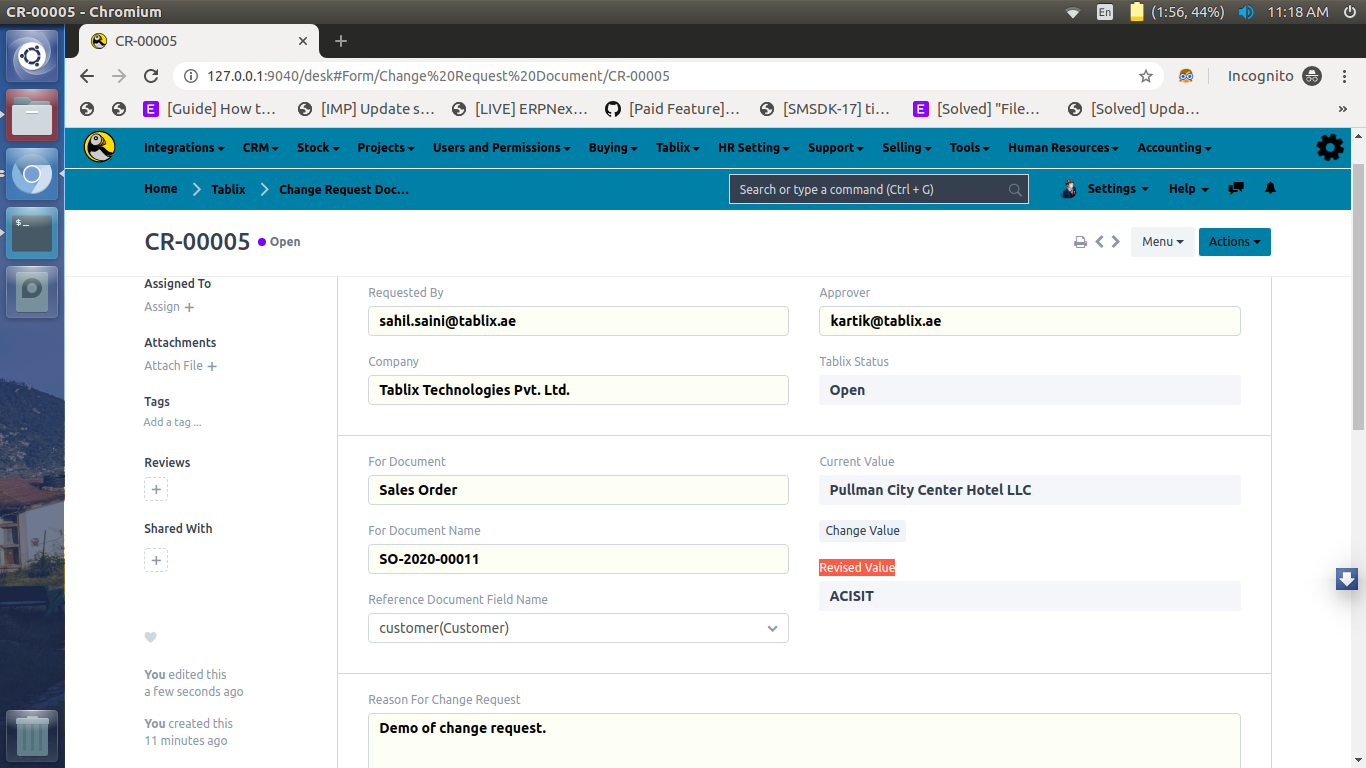 CR-00005 - Chromium
En
(1:56, 44%)
11:18 AM
CR-00005
127.0.0.1:9040/desk#Form/Change%20Request%20Document/CR-00005
Incognito
[Guide] How t...
[IMP] Update s...
[LIVE] ERPNex...
[Paid Feature]...
[SMSDK-17] ti...
[Solved] "File...
[Solved] Upda...
»
Integrations
CRM
Stock
Projects
Users and Permissions
Buying
Tablix
HR Setting
Support
Selling
Tools
Human Resources
Accounting
Home
Tablix
Change Request Doc...
Search or type a command (Ctrl + G)
Settings
Help
CR-00005
Open
Menu
Actions
Assigned To
Assign +
Attachments
Attach File +
Tags
Add a tag ...
Reviews
+
Shared With
+
You edited this
a few seconds ago
You created this
11 minutes ago
Requested By
sahil.saini@tablix.ae
Approver
kartik@tablix.ae
Company
Tablix Technologies Pvt. Ltd.
Tablix Status
Open
For Document
Sales Order
For Document Name
SO-2020-00011
Reference Document Field Name
customer(Customer)
Current Value
Pullman City Center Hotel LLC
Change Value
Revised Value
ACISIT
Reason For Change Request
Demo of change request.